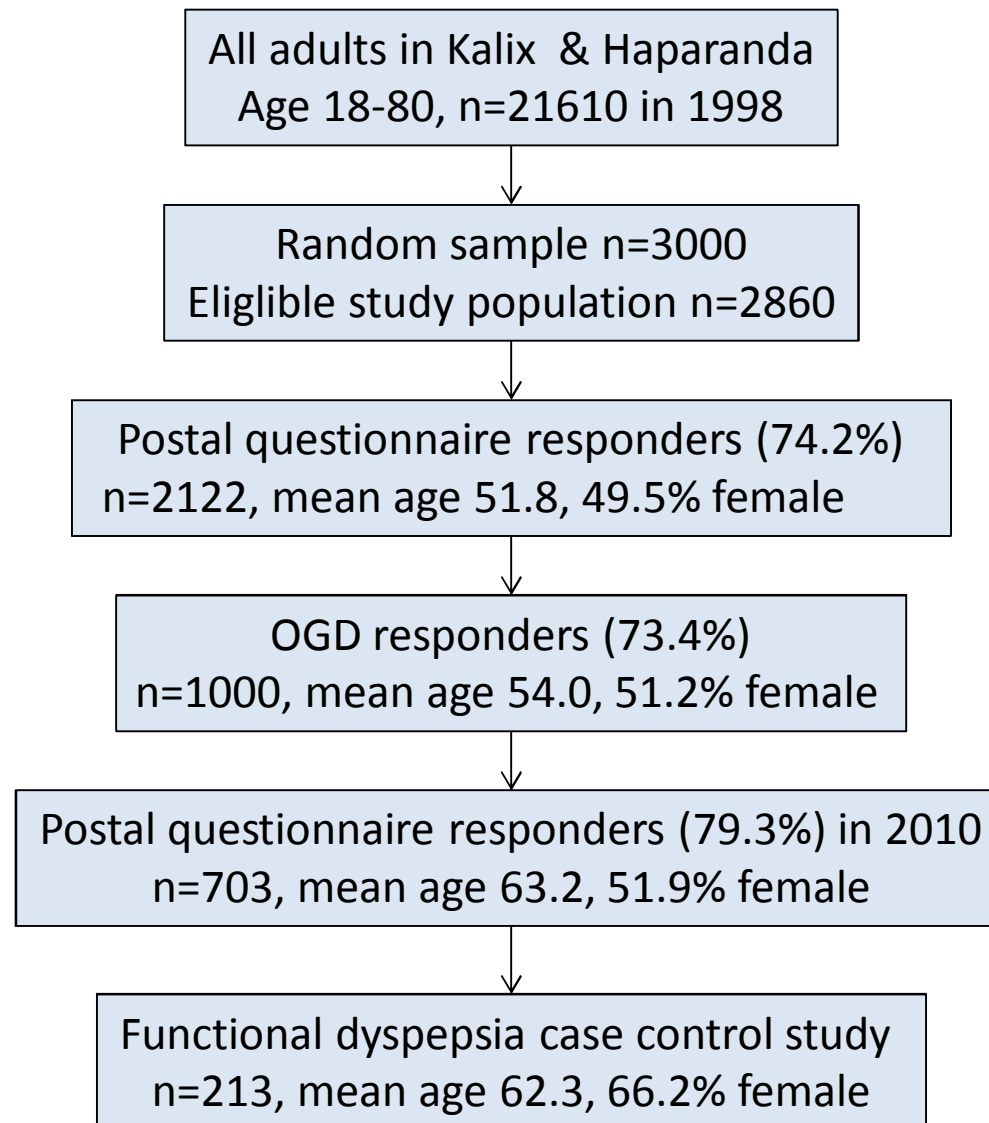 All adults in Kalix & Haparanda
Age 18-80, n=21610 in 1998
Random sample n=3000
Eliglible study population n=2860
Postal questionnaire responders (74.2%)
n=2122, mean age 51.8, 49.5% female
OGD responders (73.4%)
n=1000, mean age 54.0, 51.2% female
Postal questionnaire responders (79.3%) in 2010
n=703, mean age 63.2, 51.9% female
Functional dyspepsia case control study
n=213, mean age 62.3, 66.2% female